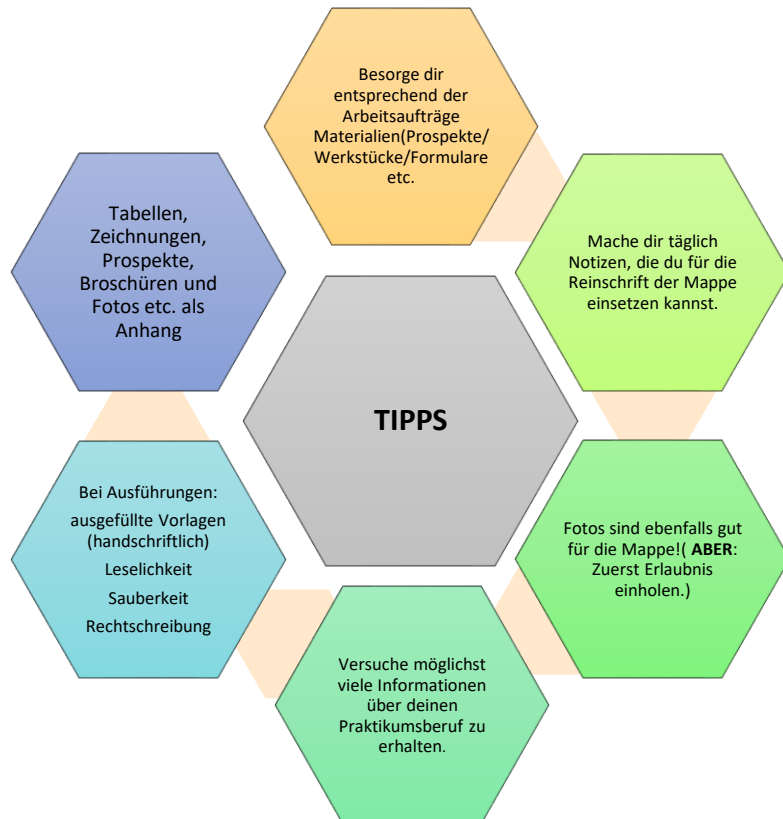 Besorge dir
entsprechend der
Arbeitsaufträge
Materialien(Prospekte/
Werkstücke/Formulare
etc.
Mache dir täglich
Notizen, die du für die
Reinschrift der Mappe
einsetzen kannst.
Fotos sind ebenfalls gut
für die Mappe!( ABER:
Zuerst Erlaubnis
einholen.)
Versuche möglichst
viele Informationen
über deinen
Praktikumsberuf zu
erhalten.
Bei Ausführungen:
ausgefüllte Vorlagen
(handschriftlich)
Leselichkeit
Sauberkeit
Rechtschreibung
Tabellen,
Zeichnungen,
Prospekte,
Broschüren und
Fotos etc. als
Anhang
TIPPS